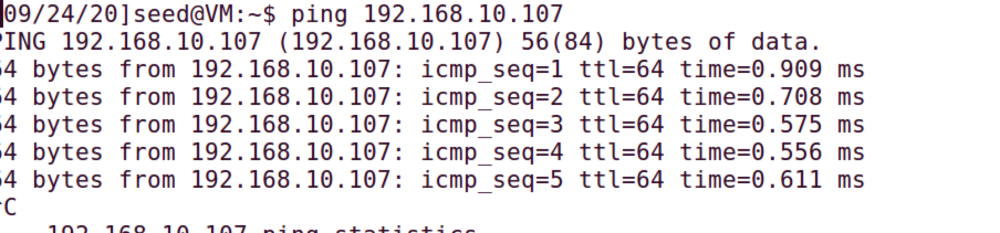 09/24/20]seed@VM:~$ ping 192.168.10.107
PING 192.168.10.107 (192.168.10.107) 56(84) bytes of data.
64 bytes from 192.168.10.107: icmp_seq=1 ttl=64 time=0.909 ms
64 bytes from 192.168.10.107: icmp_seq=2 ttl=64 time=0.708 ms
64 bytes from 192.168.10.107: icmp_seq=3 ttl=64 time=0.575 ms
64 bytes from 192.168.10.107: icmp_seq=4 ttl=64 time=0.556 ms
64 bytes from 192.168.10.107: icmp_seq=5 ttl=64 time=0.611 ms
^C
192.168.10.107 ping statistics